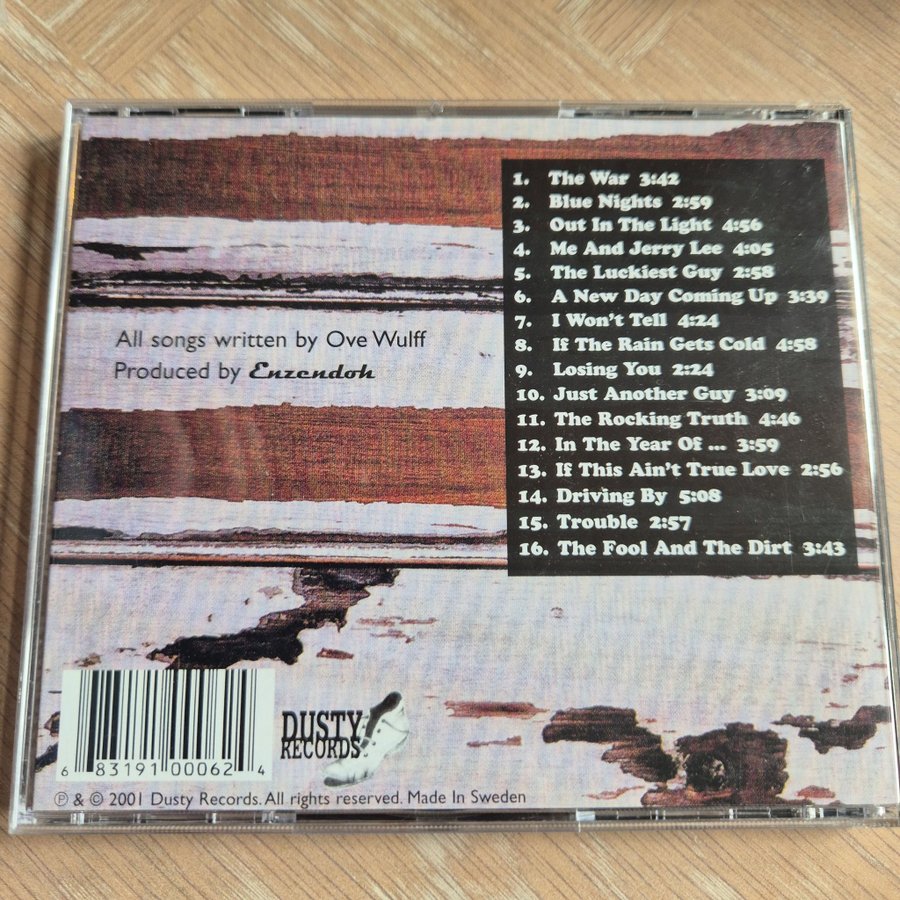 1. The War 3:42
2. Blue Nights 2:59
3. Out In The Light 4:56
4. Me And Jerry Lee 4:05
5. The Luckiest Guy 2:58
6. A New Day Coming Up 3:39
7. I Won't Tell 4:24
8. If The Rain Gets Cold 4:58
9. Losing You 2:24
10. Just Another Guy 3:09
11. The Rocking Truth 4:46
12. In The Year Of ... 3:59
13. If This Ain't True Love 2:56
14. Driving By 5:08
15. Trouble 2:57
16. The Fool And The Dirt 3:43
All songs written by Ove Wulff
Produced by Enzendoh
6 83191 00062 4
DUSTY
RECORDS
℗ & © 2001 Dusty Records. All rights reserved. Made In Sweden